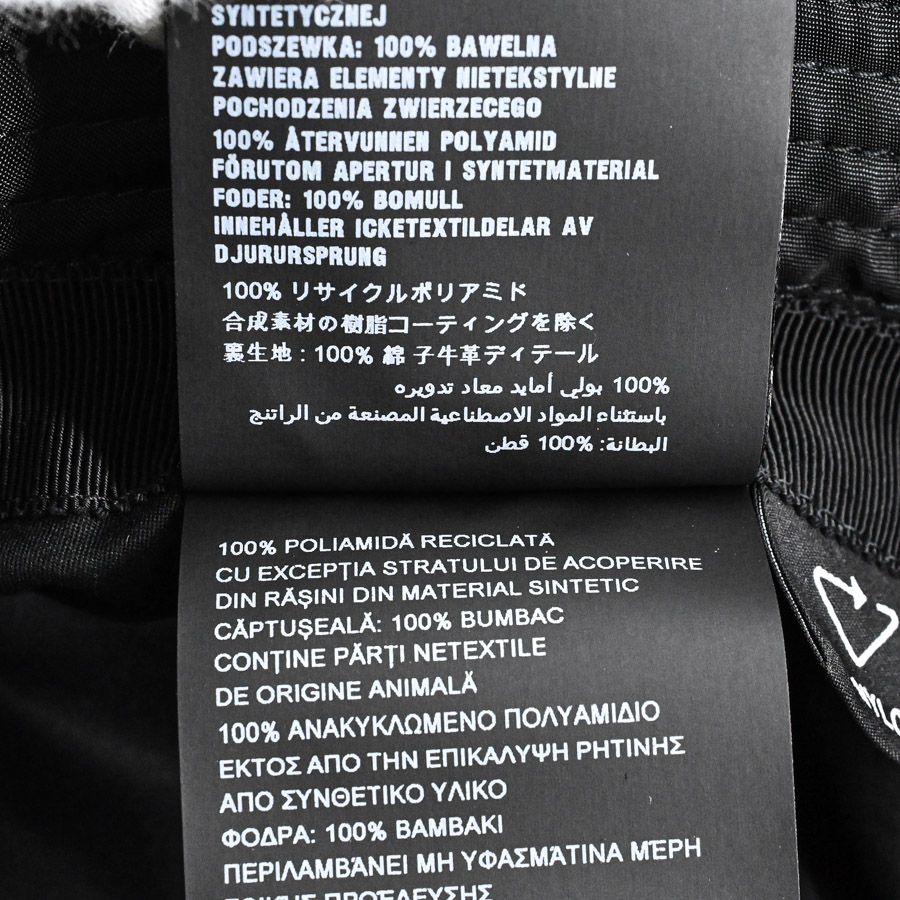 SYNTETYCZNEJ
PODSZEWKA: 100% BAWELNA
ZAWIERA ELEMENTY NIETEKSTYLNE
POCHODZENIA ZWIERZECEGO
100% ÅTERVUNNEN POLYAMID
FÖRUTOM APERTUR I SYNTETMATERIAL
FODER: 100% BOMULL
INNEHÅLLER ICKETEXTILDELAR AV
DJURURSPRUNG
100% リサイクルポリアミド
合成素材の樹脂コーティングを除く
裏生地 : 100% 綿 子牛革ディテール
100% بولي أمايد معاد تدويره
باستثناء المواد الاصطناعية المصنعة من الراتنج
البطانة: 100% قطن
100% POLIAMIDĂ RECICLATĂ
CU EXCEPȚIA STRATULUI DE ACOPERIRE
DIN RĂȘINI DIN MATERIAL SINTETIC
CĂPTUȘEALĂ: 100% BUMBAC
CONȚINE PĂRȚI NETEXTILE
DE ORIGINE ANIMALĂ
100% ΑΝΑΚΥΚΛΩΜΕΝΟ ΠΟΛΥΑΜΙΔΙΟ
ΕΚΤΟΣ ΑΠΟ ΤΗΝ ΕΠΙΚΑΛΥΨΗ ΡΗΤΙΝΗΣ
ΑΠΟ ΣΥΝΘΕΤΙΚΟ ΥΛΙΚΟ
ΦΟΔΡΑ: 100% ΒΑΜΒΑΚΙ
ΠΕΡΙΛΑΜΒΆΝΕΙ ΜΗ ΥΦΑΣΜΆΤΙΝΑ ΜΈΡΗ
ΠΡΟΈΛΕΥΣΗΣ